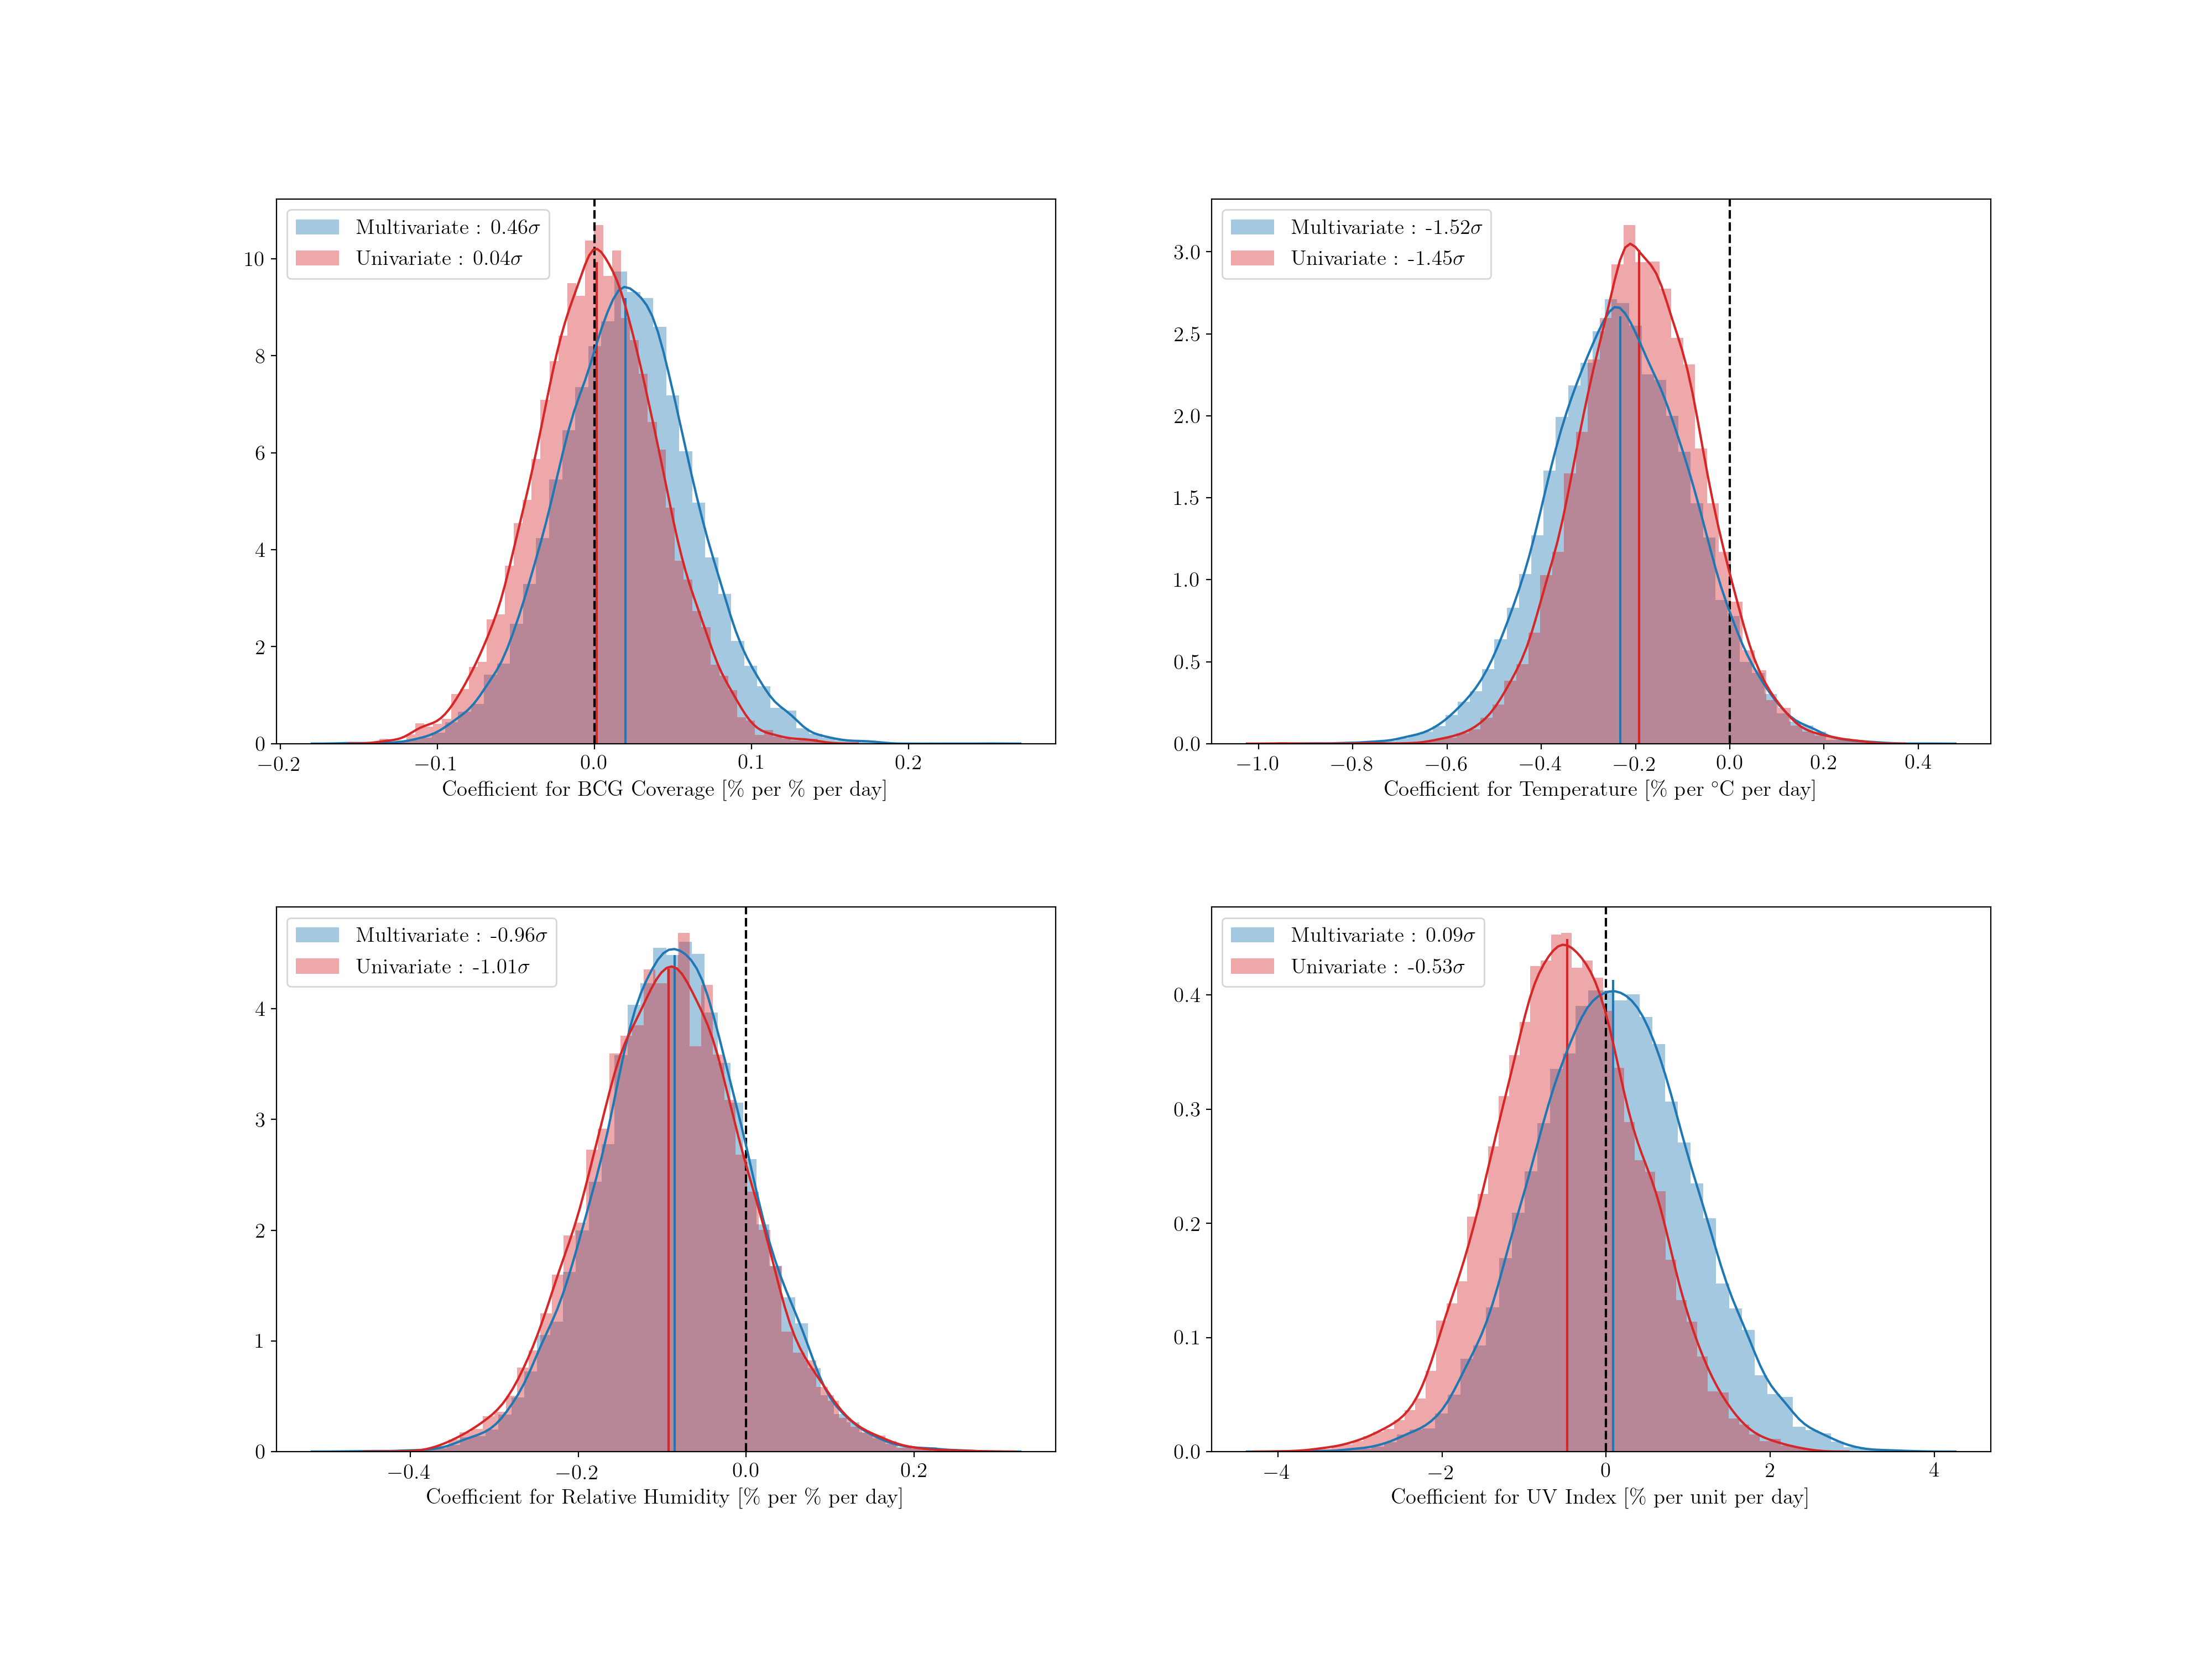 Multivariate : 0.46σ
Univariate : 0.04σ
10
8
6
4
2
0
−0.2 −0.1 0.0 0.1 0.2
Coefficient for BCG Coverage [% per % per day]
Multivariate : -1.52σ
Univariate : -1.45σ
3.0
2.5
2.0
1.5
1.0
0.5
0.0
−1.0 −0.8 −0.6 −0.4 −0.2 0.0 0.2 0.4
Coefficient for Temperature [% per °C per day]
Multivariate : -0.96σ
Univariate : -1.01σ
4
3
2
1
0
−0.4 −0.2 0.0 0.2
Coefficient for Relative Humidity [% per % per day]
Multivariate : 0.09σ
Univariate : -0.53σ
0.4
0.3
0.2
0.1
0.0
−4 −2 0 2 4
Coefficient for UV Index [% per unit per day]